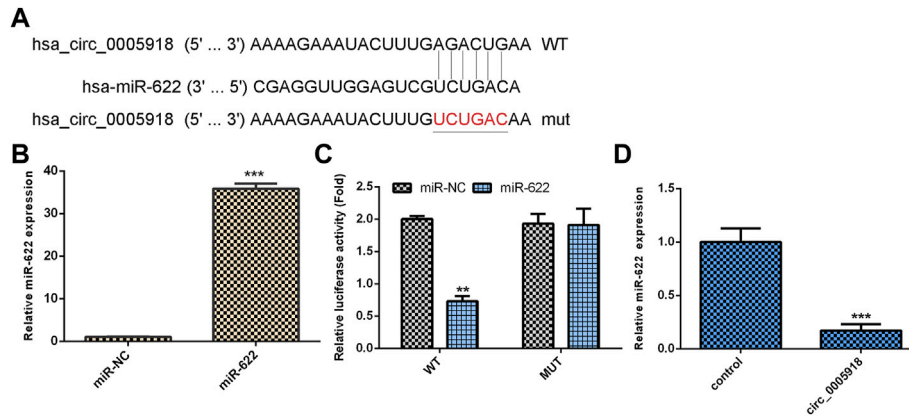 A
hsa_circ_0005918 (5' ... 3') AAAAGAAAUACUUUGAGACUGAA WT
hsa-miR-622 (3' ... 5') CGAGGUUGGAGUCGUCUGACA
hsa_circ_0005918 (5' ... 3') AAAAGAAAUACUUUGUCUGACAA mut
B
Relative miR-622 expression
40
30
20
10
0
***
miR-NC
miR-622
C
miR-NC
miR-622
Relative luciferase activity (Fold)
2.5
2.0
1.5
1.0
0.5
0.0
**
WT
MUT
D
Relative miR-622 expression
1.5
1.0
0.5
0.0
***
control
circ_0005918